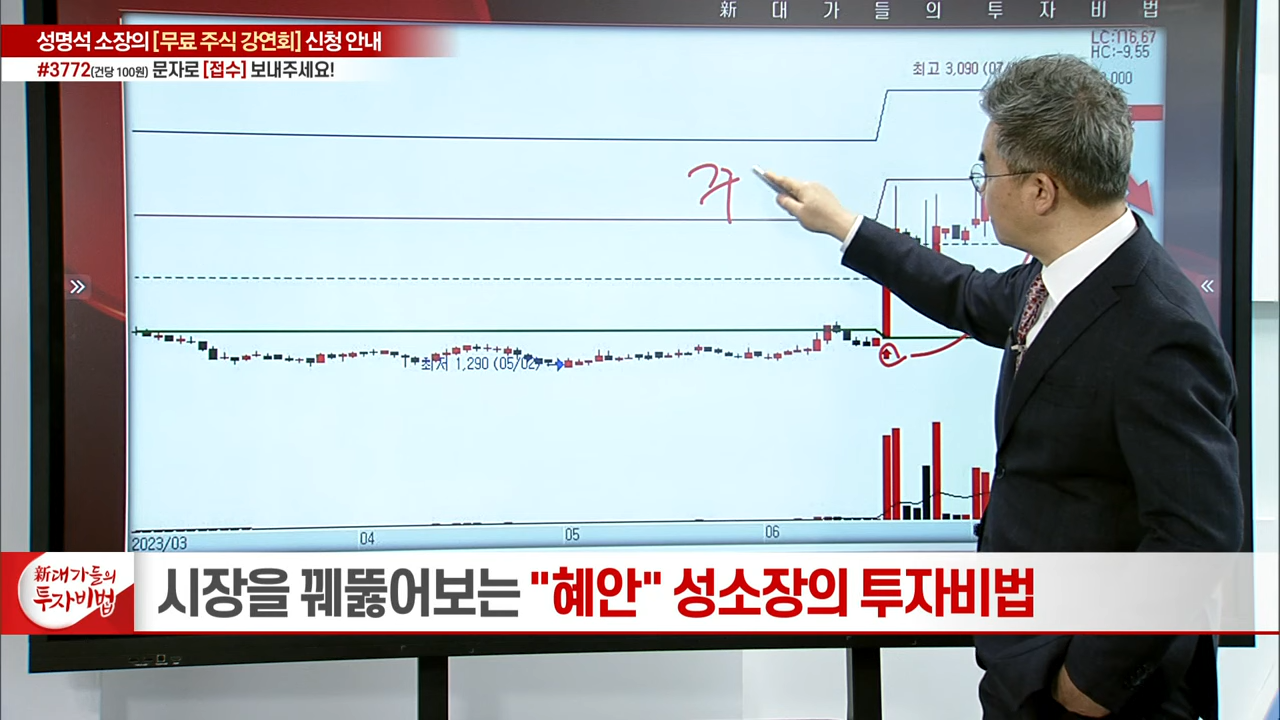 新 대 가 들 의 투 자 비 법
성명석 소장의 [무료 주식 강연회] 신청 안내
#3772(건당 100원) 문자로 [접수] 보내주세요!
LC:116,67
HC:-9,55
최고 3,090 (07/
,000
최저 1,290 (05/02)
2023/03 04 05 06
新대가들의
투자비법
시장을 꿰뚫어보는 "혜안" 성소장의 투자비법